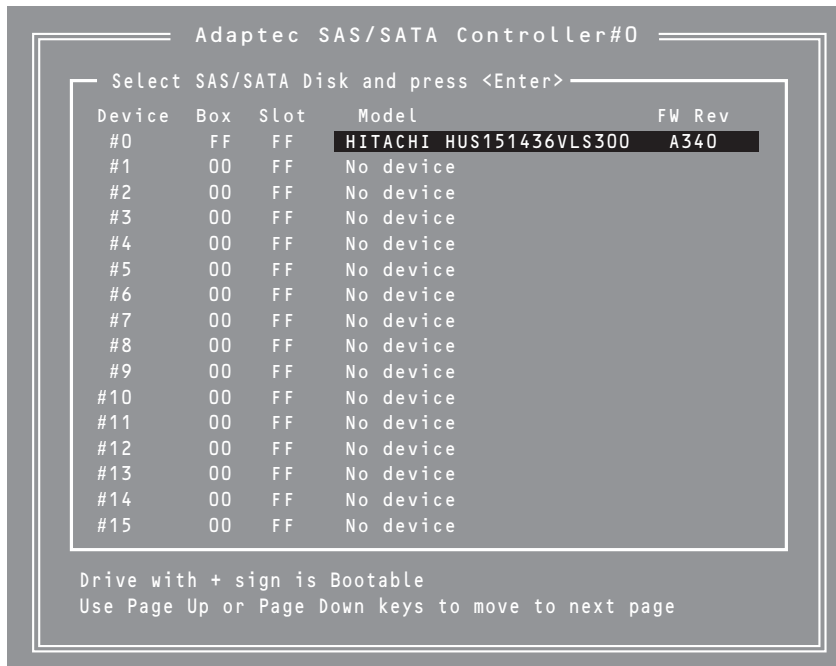 Adaptec SAS/SATA Controller#0
Select SAS/SATA Disk and press <Enter>
Device Box Slot Model FW Rev
#0 FF FF HITACHI HUS151436VLS300 A340
#1 00 FF No device
#2 00 FF No device
#3 00 FF No device
#4 00 FF No device
#5 00 FF No device
#6 00 FF No device
#7 00 FF No device
#8 00 FF No device
#9 00 FF No device
#10 00 FF No device
#11 00 FF No device
#12 00 FF No device
#13 00 FF No device
#14 00 FF No device
#15 00 FF No device
Drive with + sign is Bootable
Use Page Up or Page Down keys to move to next page